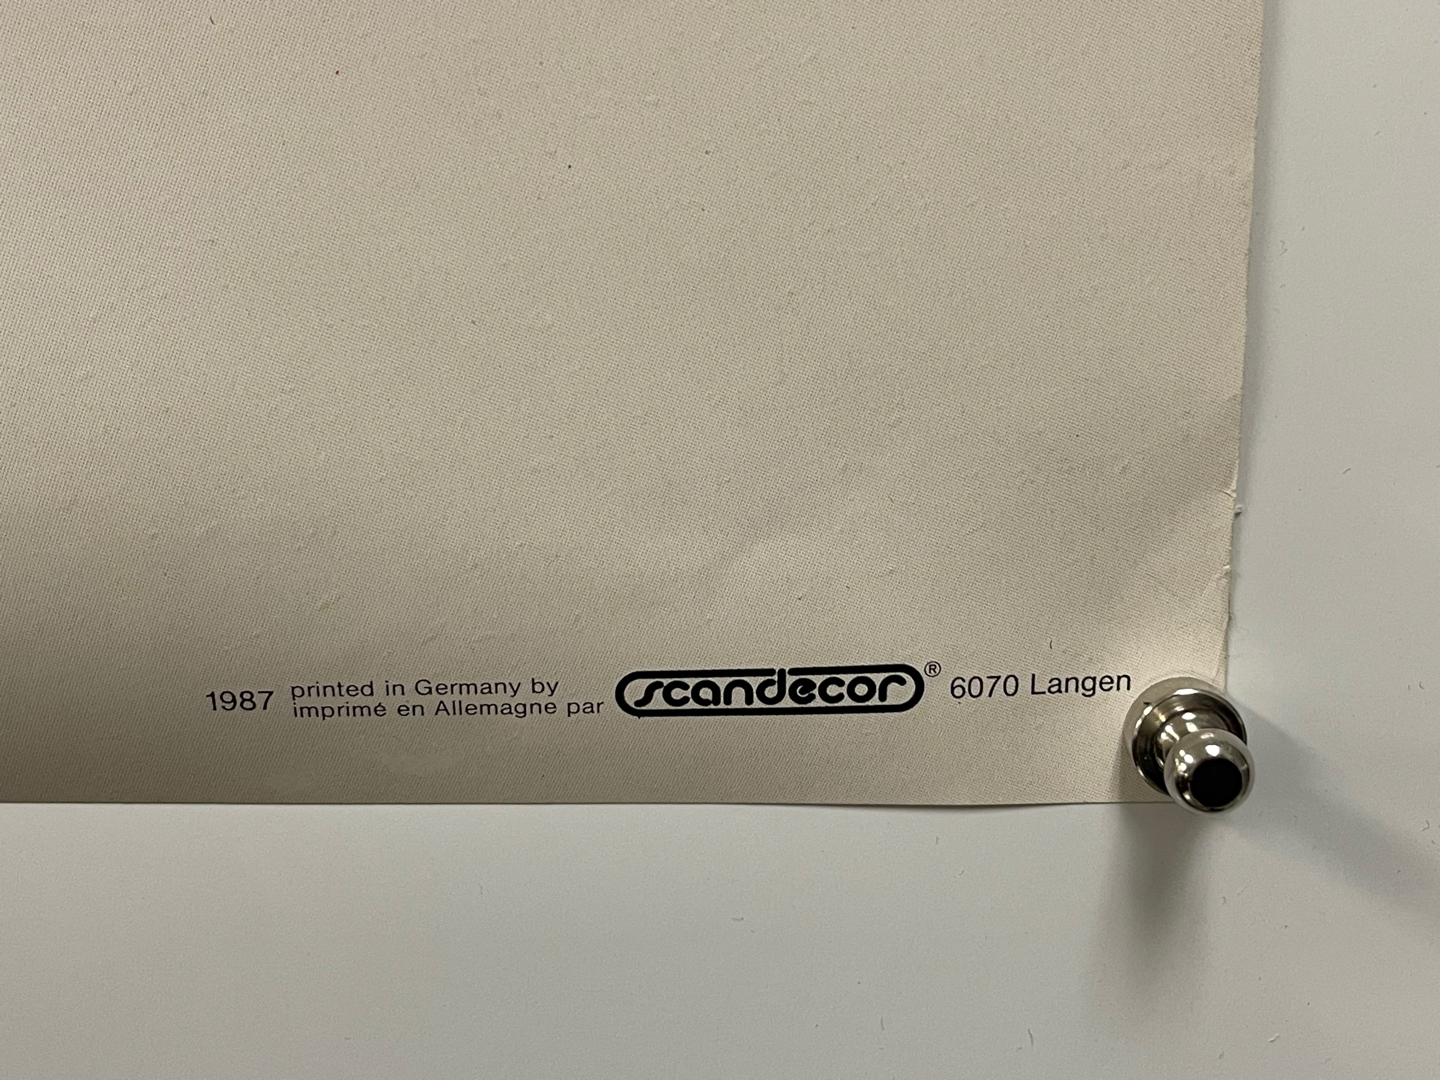 1987 printed in Germany by
imprimé en Allemagne par
scandecor® 6070 Langen